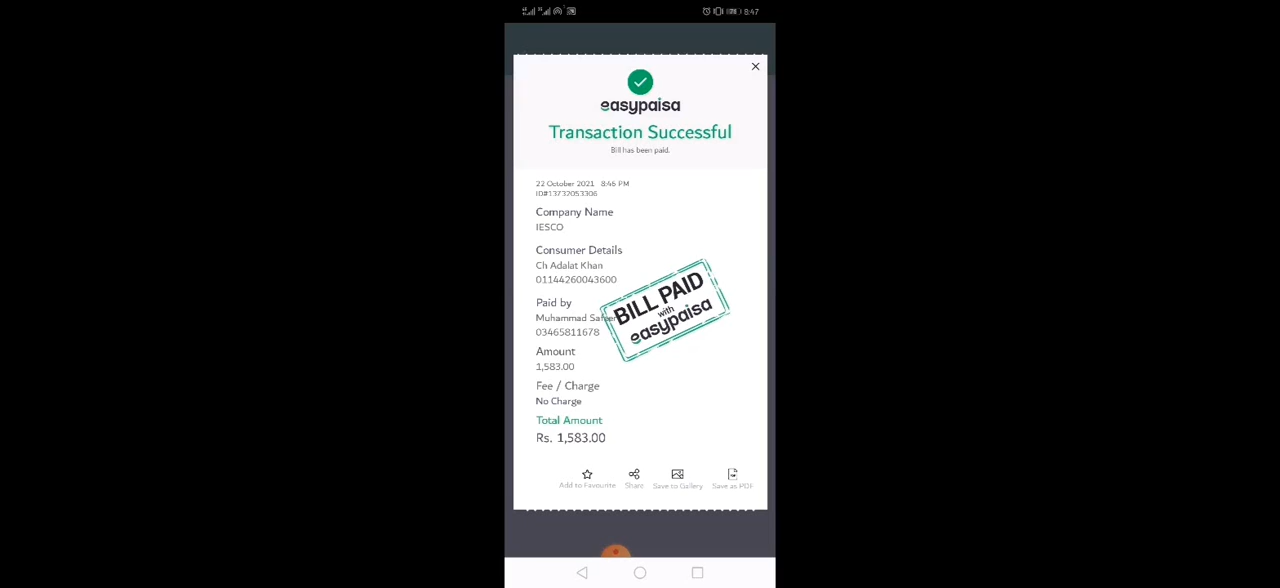 8:47
easypaisa
Transaction Successful
Bill has been paid.
22 October 2021 8:46 PM
ID#13732053306
Company Name
IESCO
Consumer Details
Ch Adalat Khan
01144260043600
Paid by
Muhammad
03465811678
BILL PAID
with
easypaisa
Amount
1,583.00
Fee / Charge
No Charge
Total Amount
Rs. 1,583.00
Add to Favourite Share Save to Gallery Save as PDF